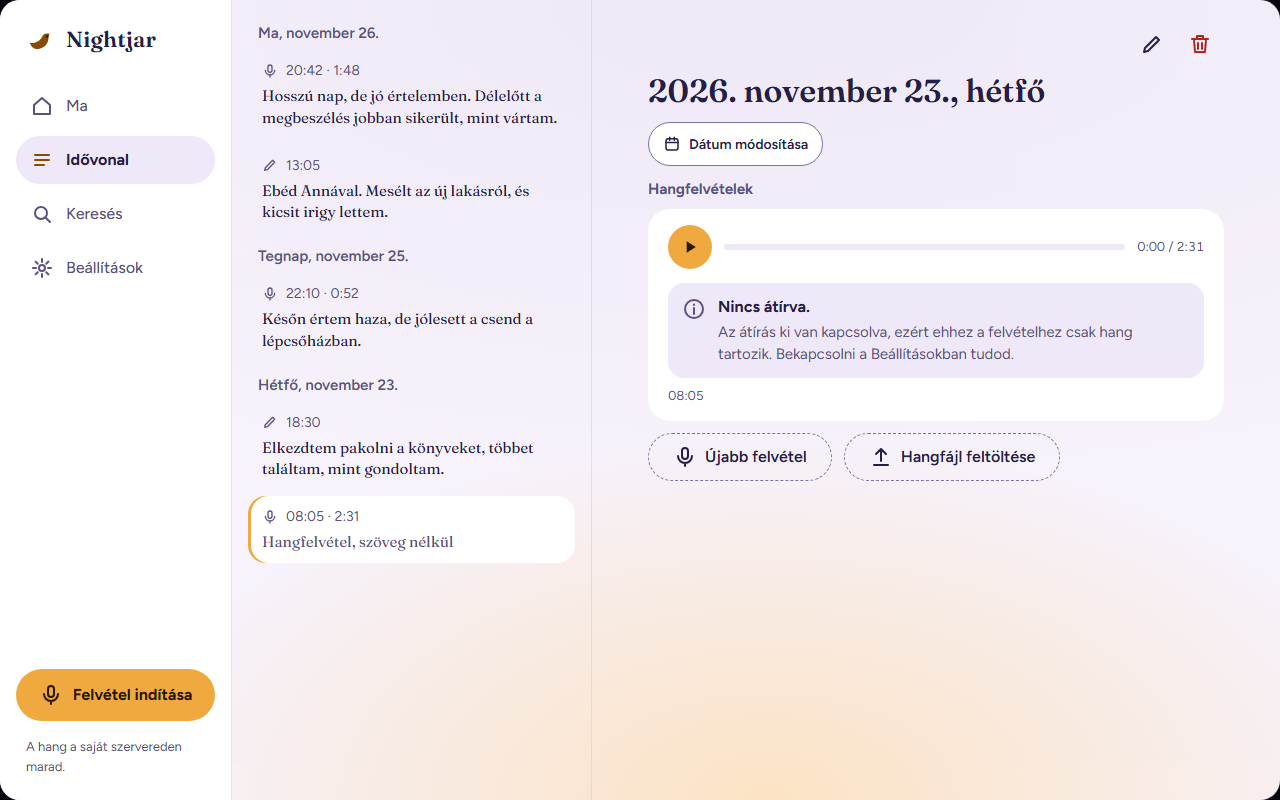 Nightjar
Ma
Idővonal
Keresés
Beállítások
Felvétel indítása
A hang a saját szervereden
marad.
Ma, november 26.
20:42 · 1:48
Hosszú nap, de jó értelemben. Délelőtt a
megbeszélés jobban sikerült, mint vártam.
13:05
Ebéd Annával. Mesélt az új lakásról, és
kicsit irigy lettem.
Tegnap, november 25.
22:10 · 0:52
Későn értem haza, de jólesett a csend a
lépcsőházban.
Hétfő, november 23.
18:30
Elkezdtem pakolni a könyveket, többet
találtam, mint gondoltam.
08:05 · 2:31
Hangfelvétel, szöveg nélkül
2026. november 23., hétfő
Dátum módosítása
Hangfelvételek
0:00 / 2:31
Nincs átírva.
Az átírás ki van kapcsolva, ezért ehhez a felvételhez csak hang
tartozik. Bekapcsolni a Beállításokban tudod.
08:05
Újabb felvétel
Hangfájl feltöltése